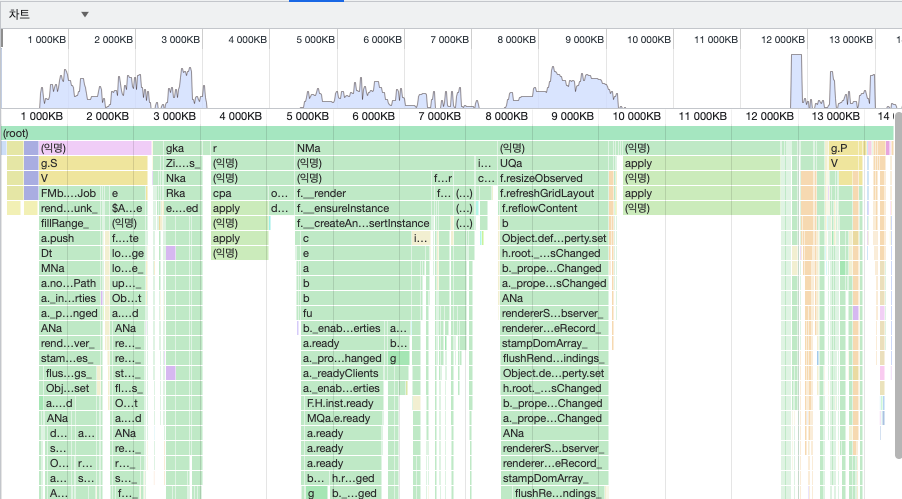 차트
1 000KB 2 000KB 3 000KB 4 000KB 5 000KB 6 000KB 7 000KB 8 000KB 9 000KB 10 000KB 11 000KB 12 000KB 13 000KB
1 000KB 2 000KB 3 000KB 4 000KB 5 000KB 6 000KB 7 000KB 8 000KB 9 000KB 10 000KB 11 000KB 12 000KB 13 000KB
(root)
(익명) gka r NMa (익명) (익명) g.P
g.S Zi…s_ (익명) (익명) i… UQa apply V
V Nka (익명) (익명) f…r c… f.resizeObserved (익명)
FMb…Job e Rka cpa o… f.__render f… (…) f.refreshGridLayout apply
rend…unk_ $A…e e….ed apply d… f.__ensureInstance (…) f.reflowContent (익명)
fillRange_ (익명) (익명) f.__createAn…sertInstance (…) b
a.push f….te apply c i… Object.def…perty.set
Dt lo…ge (익명) e h.root._…sChanged
MNa lo…e_ a b._prope…Changed
a.no…Path up…_ b a._prope…sChanged
a._in…rties Ob…t b ANa
a._p…nged a….d fu rendererS…bserver_
ANa ANa b._enab…erties a… renderer…eRecord_
rend…ver_ re…_ a.ready b… stampDomArray_
stam…es_ re…_ a._pro…hanged g flushRend…indings_
flus…gs_ st…_ a._readyClients Object.de…perty.set
Obj…set fl…s_ a._enab…erties h.root._…sChanged
a….d O…t F.H.inst.ready b._prope…Changed
ANa a….d MQa.e.ready a._prope…Changed
d… a… ANa a.ready ANa
s… re…_ a.ready rendererS…bserver_
O… r… r…_ a.ready renderer…eRecord_
a… s… s…_ b… h.r…ged stampDomArray_
A… f…_ g b._…ged flushRe…ndings_